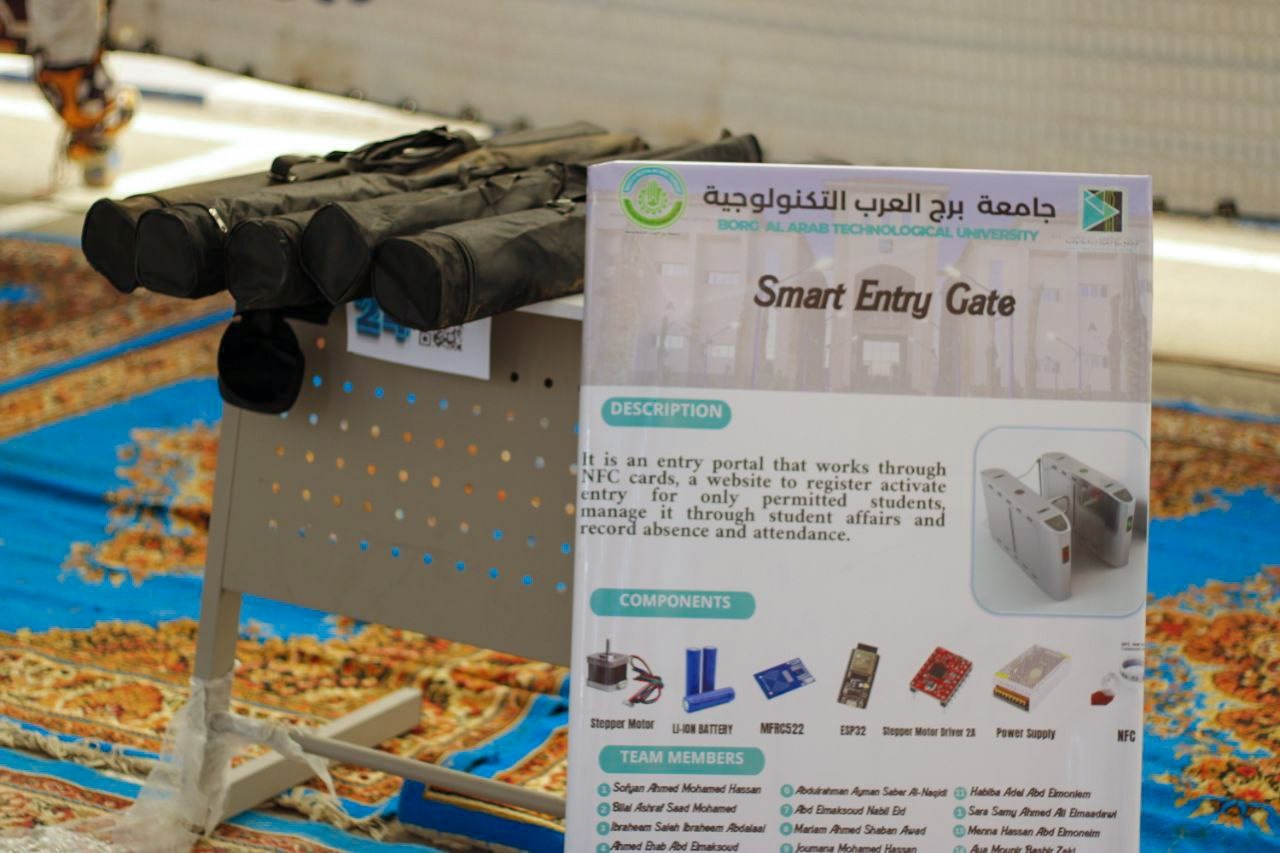 جامعة برج العرب التكنولوجية
BORG AL ARAB TECHNOLOGICAL UNIVERSITY
Smart Entry Gate
24
DESCRIPTION
It is an entry portal that works through
NFC cards, a website to register activate
entry for only permitted students,
manage it through student affairs and
record absence and attendance.
COMPONENTS
Stepper Motor
LI-ION BATTERY
MFRC522
ESP32
Stepper Motor Driver 2A
Power Supply
NFC
TEAM MEMBERS
1 Sofyan Ahmed Mohamed Hassan
2 Bilal Ashraf Saad Mohamed
3 Ibraheem Saleh Ibraheem Abdelaal
4 Ahmed Ehab Abd Elmaksoud
6 Abdulrahman Ayman Saber Al-Naqidi
7 Abd Elmaksoud Nabil Eid
8 Mariam Ahmed Shaban Awad
9 Joumana Mohamed Hassan
11 Habiba Adel Abd Elmoniem
Sara Samy Ahmed Ali Elmaadawi
13 Menna Hassan Abd Elmoneim
14 Aya Mounir Bashir Zaki